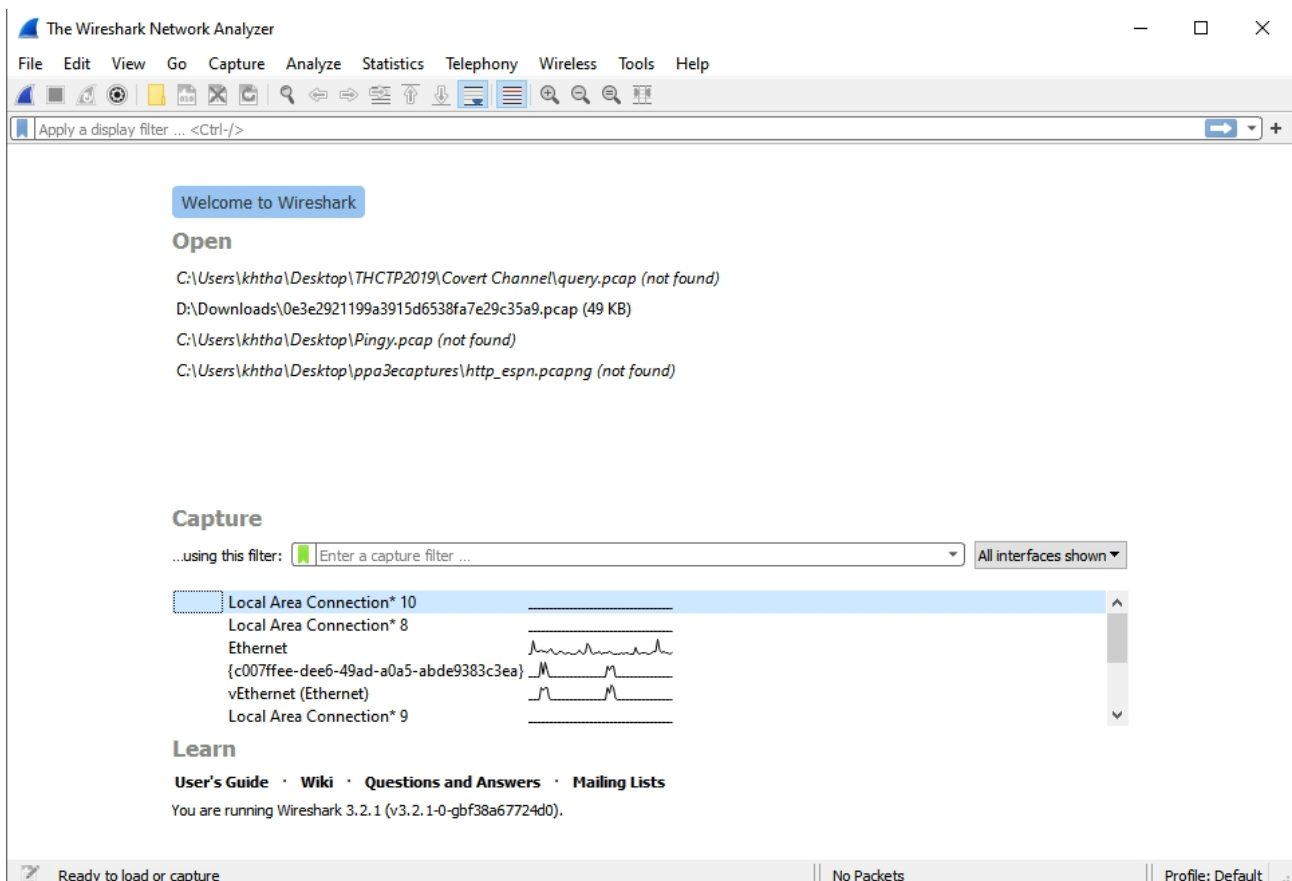 The Wireshark Network Analyzer
File Edit View Go Capture Analyze Statistics Telephony Wireless Tools Help
Apply a display filter ... <Ctrl-/>
+
Welcome to Wireshark
Open
C:\Users\khtha\Desktop\THCTP2019\Covert Channel\query.pcap (not found)
D:\Downloads\0e3e2921199a3915d6538fa7e29c35a9.pcap (49 KB)
C:\Users\khtha\Desktop\Pingy.pcap (not found)
C:\Users\khtha\Desktop\ppa3ecaptures\http_espn.pcapng (not found)
Capture
...using this filter: Enter a capture filter ... All interfaces shown
Local Area Connection* 10
Local Area Connection* 8
Ethernet
{c007ffee-dee6-49ad-a0a5-abde9383c3ea}
vEthernet (Ethernet)
Local Area Connection* 9
Learn
User's Guide · Wiki · Questions and Answers · Mailing Lists
You are running Wireshark 3.2.1 (v3.2.1-0-gbf38a67724d0).
Ready to load or capture No Packets Profile: Default